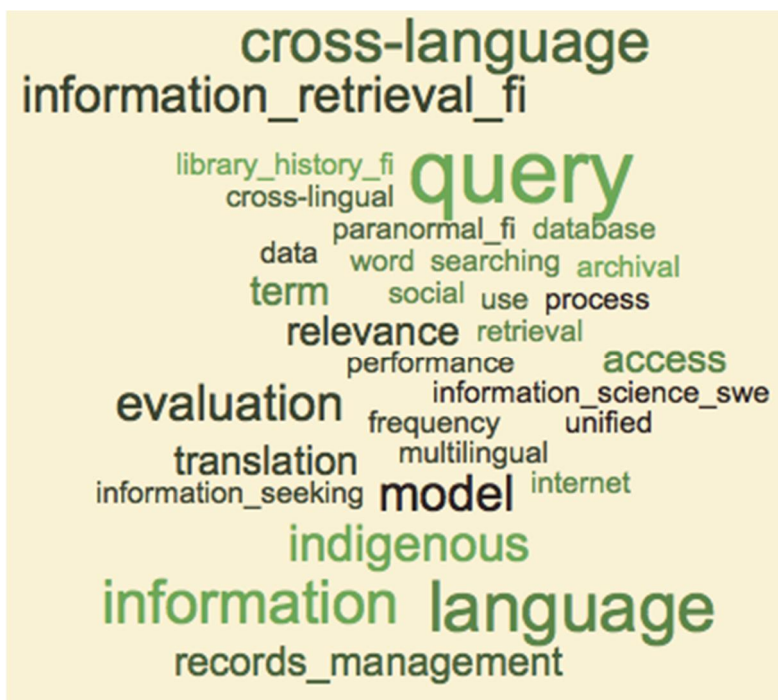 cross-language
information_retrieval_fi
library_history_fi query
cross-lingual
paranormal_fi database
data word searching archival
term social use process
relevance retrieval
performance access
evaluation information_science_swe
frequency unified
translation multilingual
information_seeking model internet
indigenous
information language
records_management